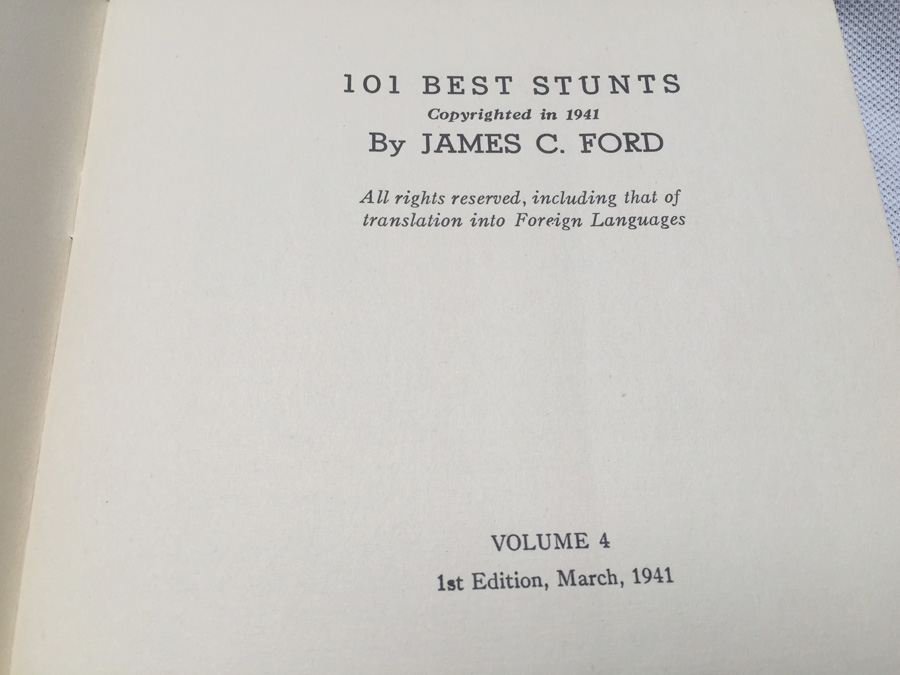 101 BEST STUNTS
Copyrighted in 1941
By JAMES C. FORD
All rights reserved, including that of
translation into Foreign Languages
VOLUME 4
1st Edition, March, 1941